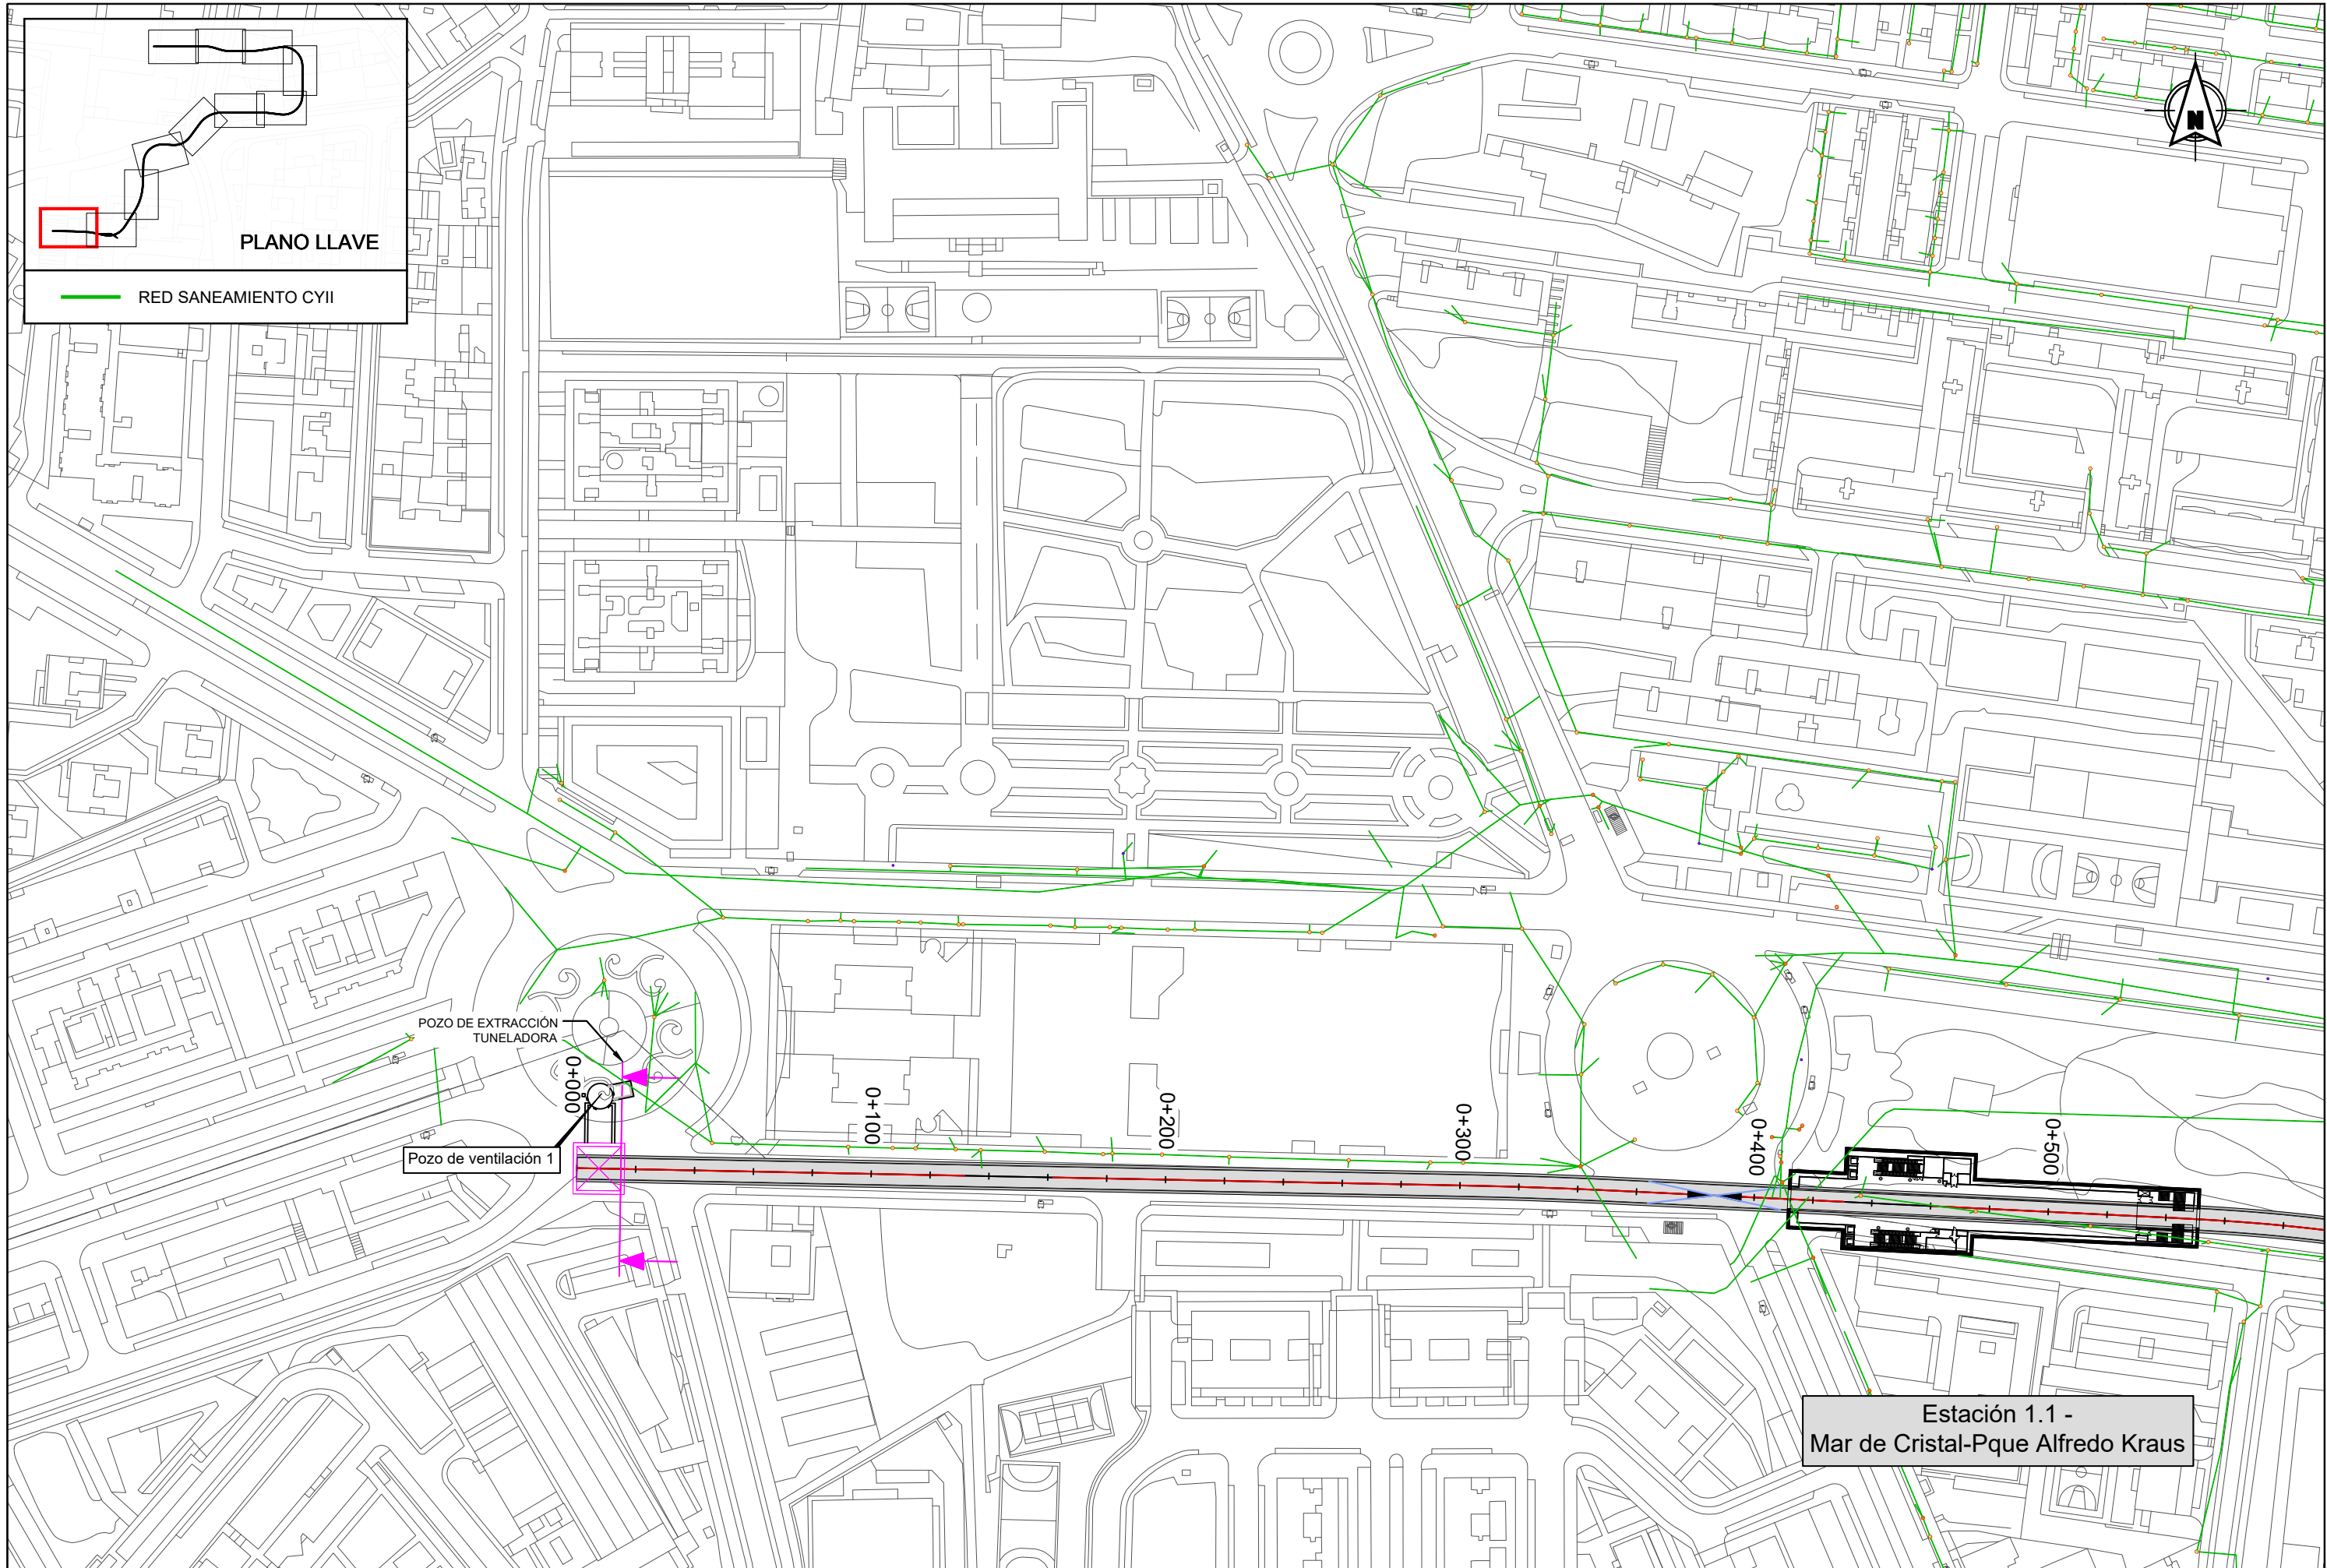 PLANO LLAVE
RED SANEAMIENTO CYII
N
POZO DE EXTRACCIÓN
TUNELADORA
0+000
0+100
0+200
0+300
0+400
0+500
Pozo de ventilación 1
Estación 1.1 -
Mar de Cristal-Pque Alfredo Kraus